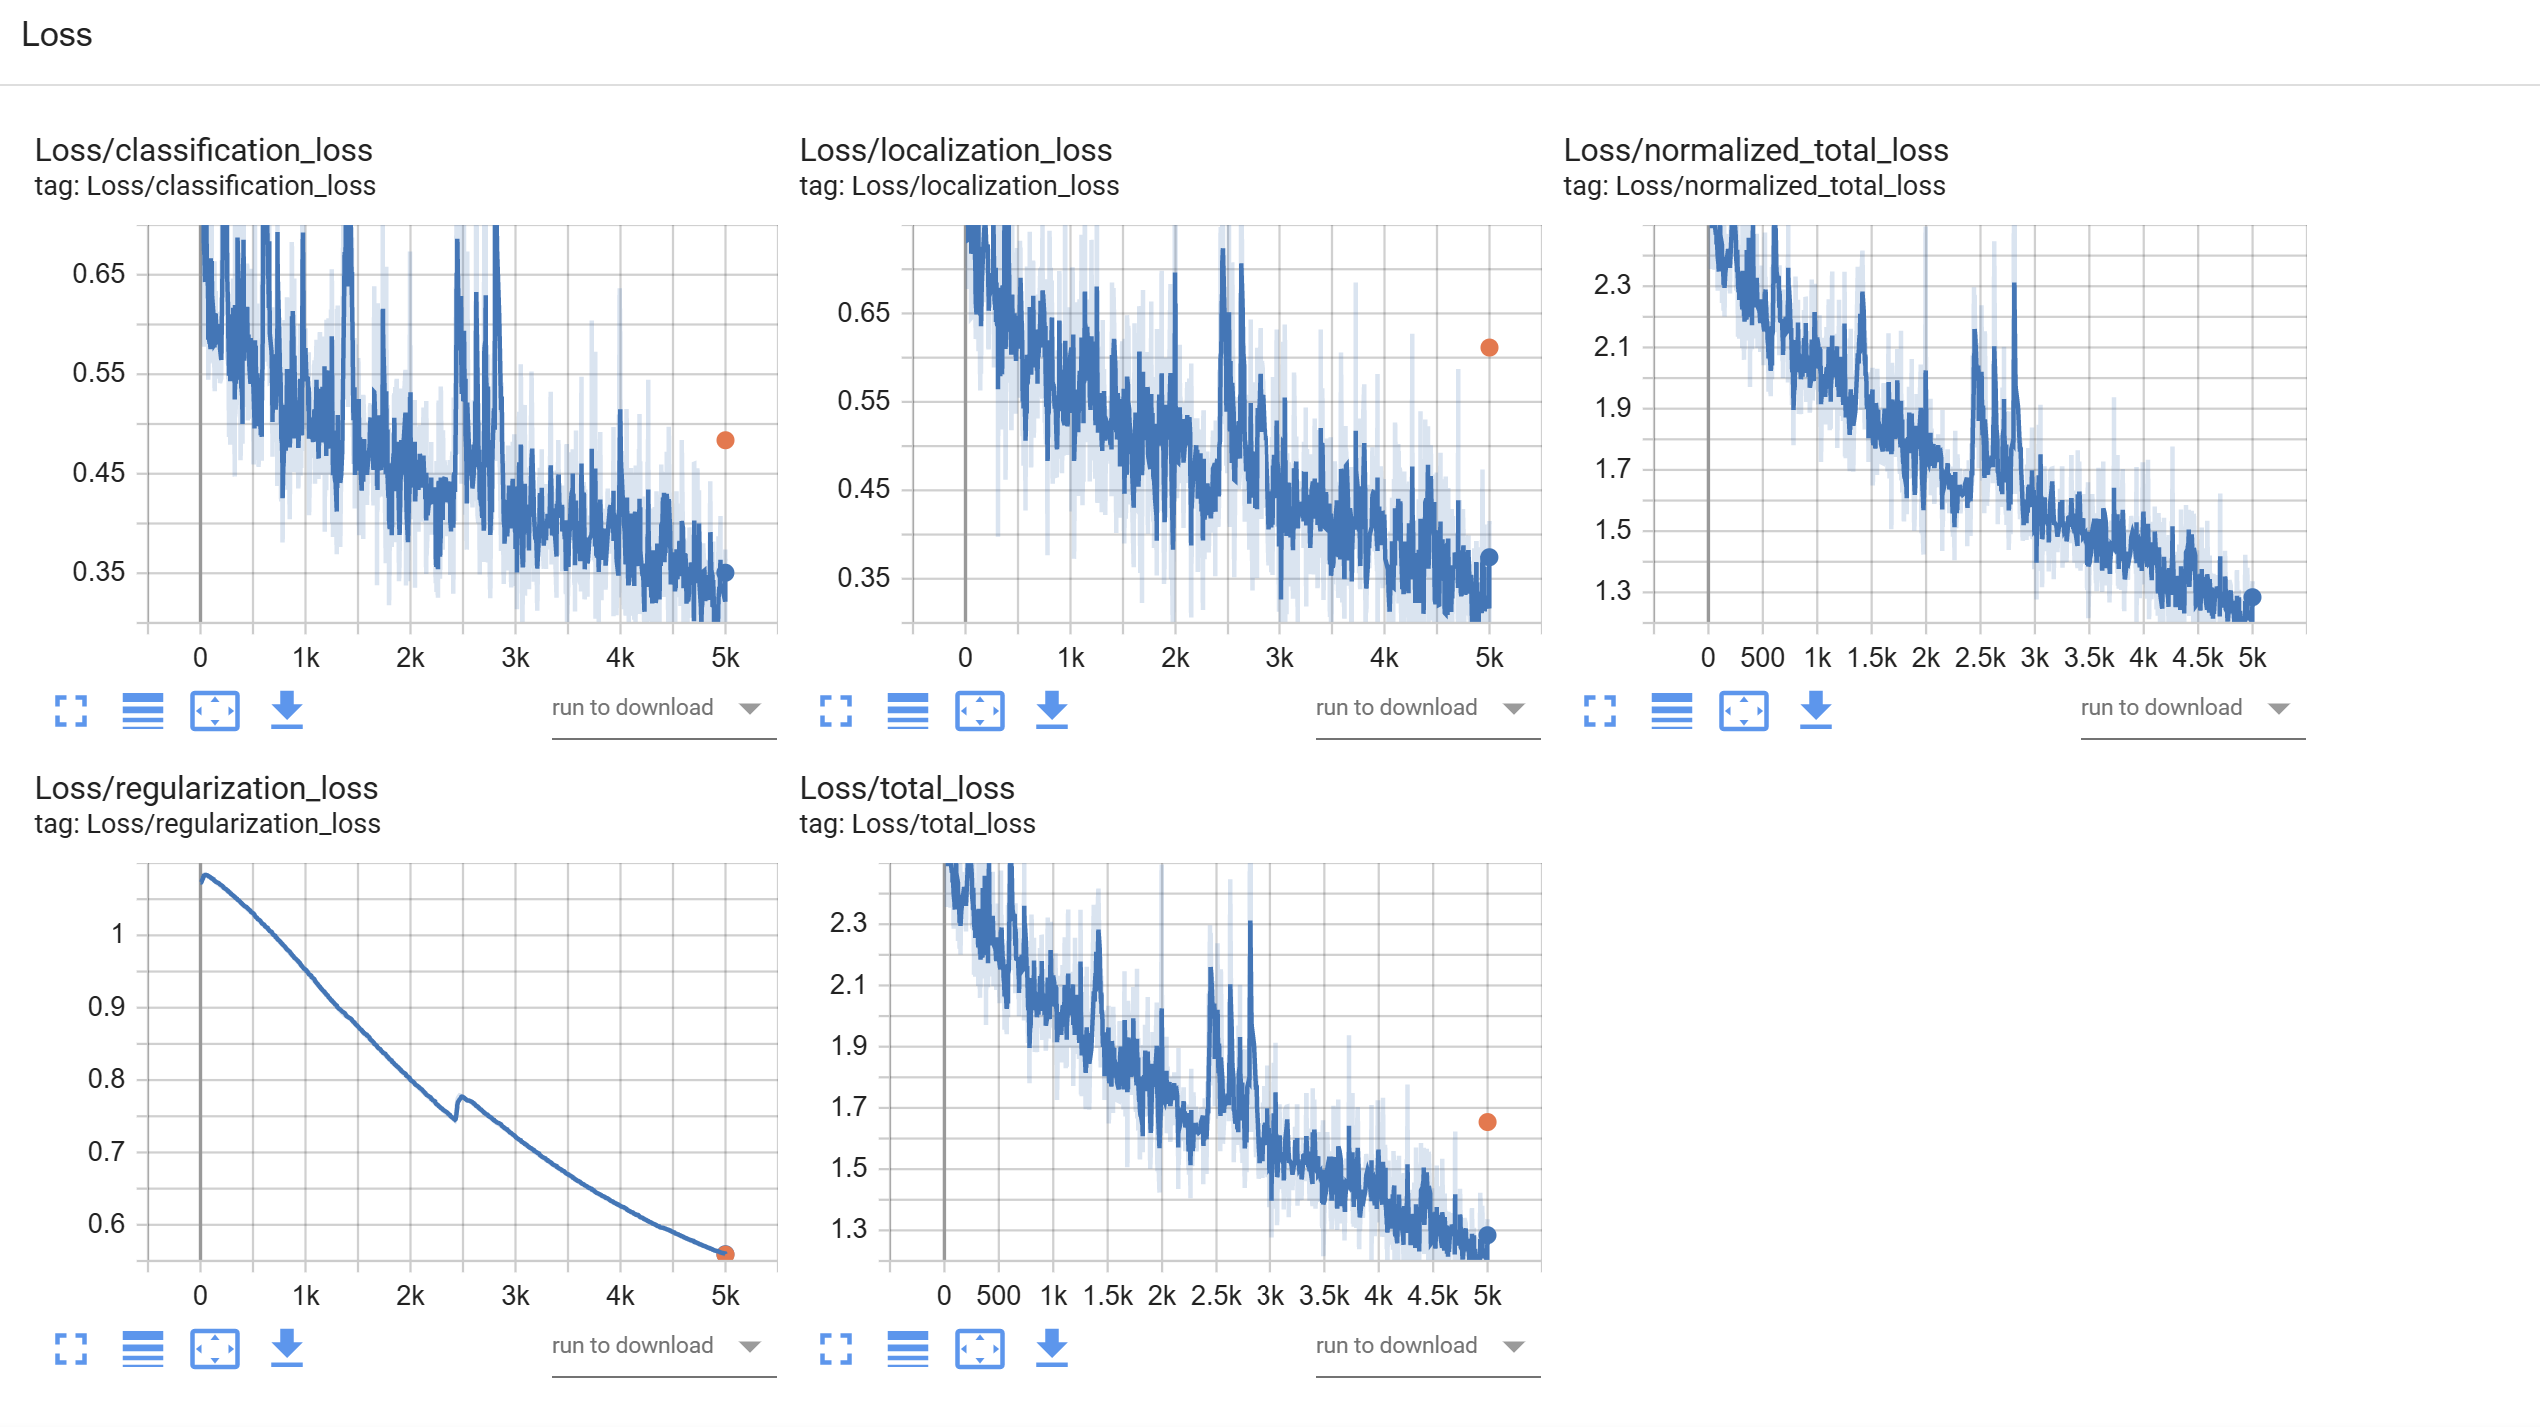 Loss
Loss/classification_loss
tag: Loss/classification_loss
0.65
0.55
0.45
0.35
0 1k 2k 3k 4k 5k
run to download
Loss/localization_loss
tag: Loss/localization_loss
0.65
0.55
0.45
0.35
0 1k 2k 3k 4k 5k
run to download
Loss/normalized_total_loss
tag: Loss/normalized_total_loss
2.3
2.1
1.9
1.7
1.5
1.3
0 500 1k 1.5k 2k 2.5k 3k 3.5k 4k 4.5k 5k
run to download
Loss/regularization_loss
tag: Loss/regularization_loss
1
0.9
0.8
0.7
0.6
0 1k 2k 3k 4k 5k
run to download
Loss/total_loss
tag: Loss/total_loss
2.3
2.1
1.9
1.7
1.5
1.3
0 500 1k 1.5k 2k 2.5k 3k 3.5k 4k 4.5k 5k
run to download